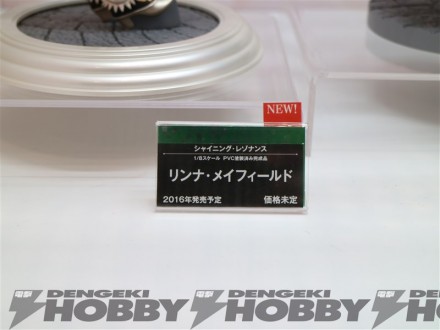 NEW!
シャイニング・レゾナンス
1/8スケール PVC塗装済み完成品
リンナ・メイフィールド
2016年発売予定 価格未定
DENGEKI HOBBY DENGEKI HOBBY DENGEKI HOBBY